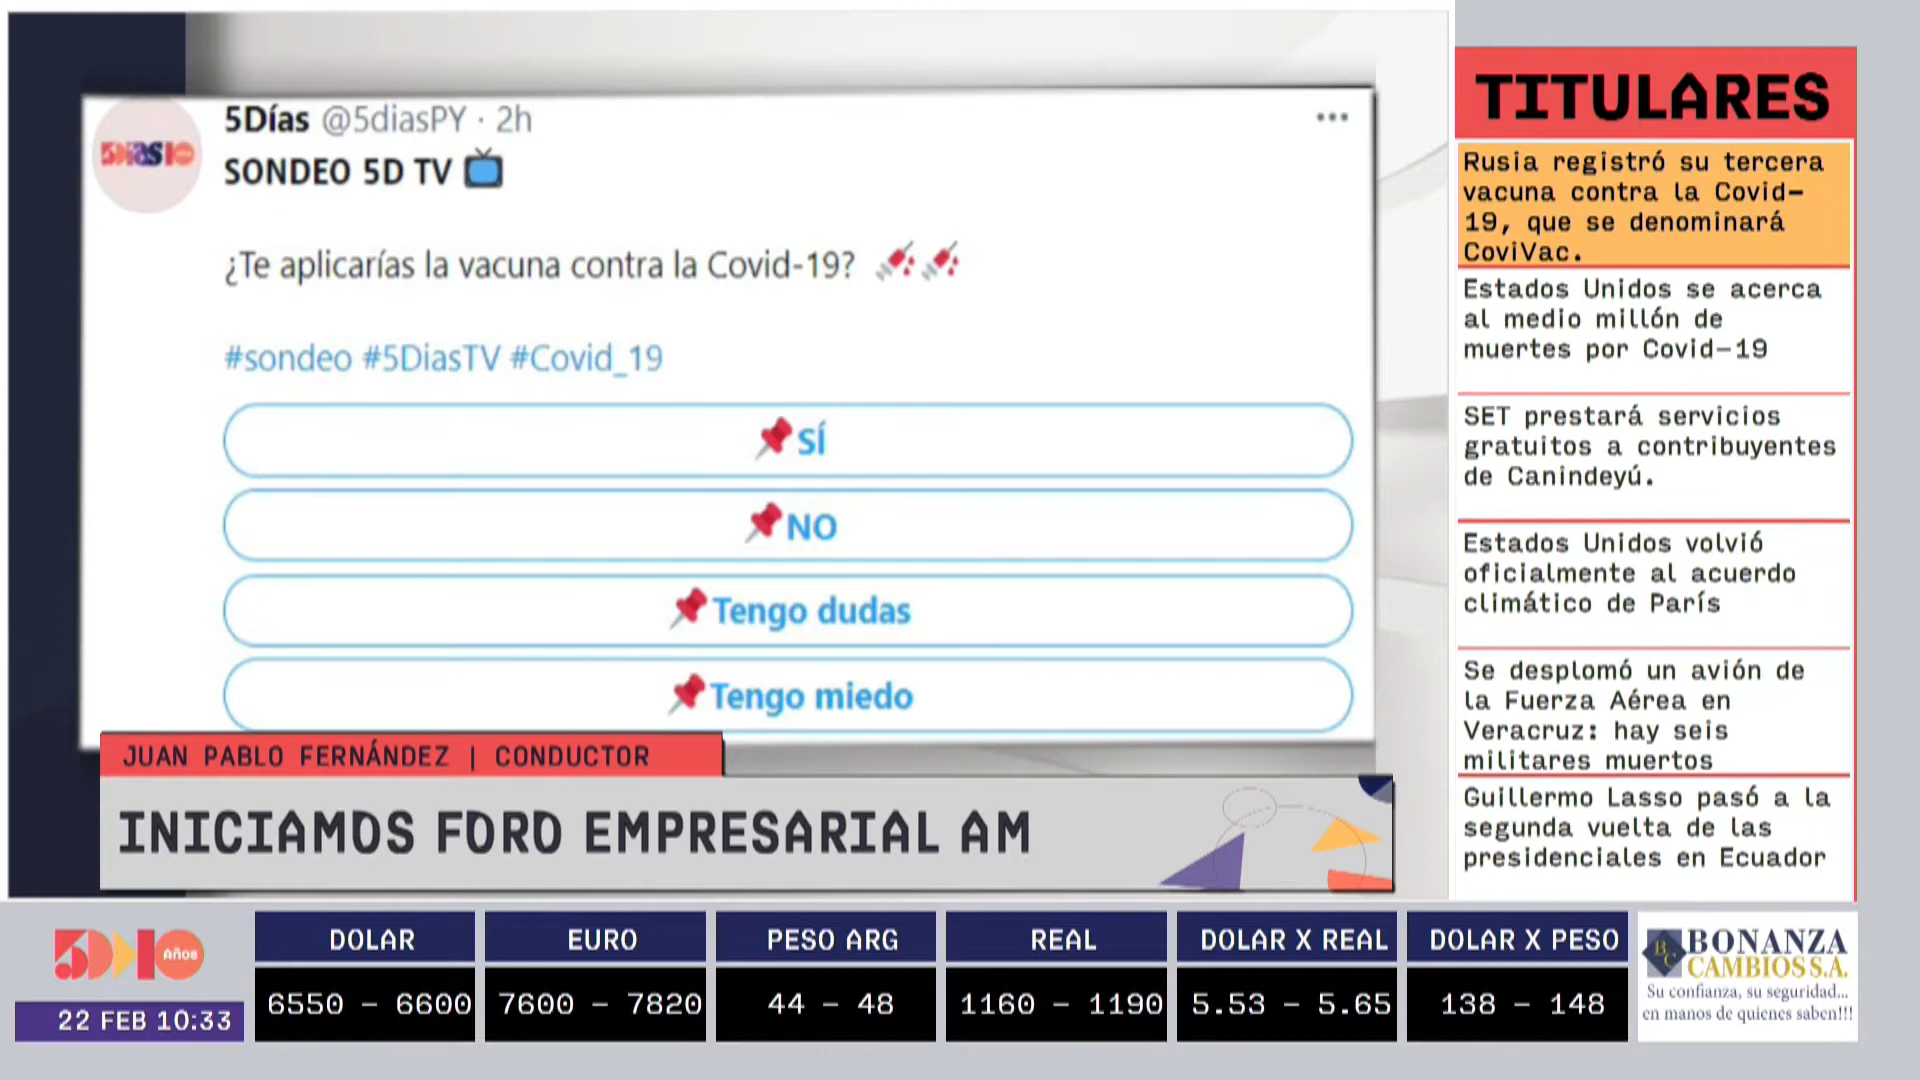 5Días @5diasPY · 2h
5DíAS10
SONDEO 5D TV
¿Te aplicarías la vacuna contra la Covid-19?
#sondeo #5DiasTV #Covid_19
SÍ
NO
Tengo dudas
Tengo miedo
JUAN PABLO FERNÁNDEZ | CONDUCTOR
INICIAMOS FORO EMPRESARIAL AM
TITULARES
Rusia registró su tercera
vacuna contra la Covid-
19, que se denominará
CoviVac.
Estados Unidos se acerca
al medio millón de
muertes por Covid-19
SET prestará servicios
gratuitos a contribuyentes
de Canindeyú.
Estados Unidos volvió
oficialmente al acuerdo
climático de París
Se desplomó un avión de
la Fuerza Aérea en
Veracruz: hay seis
militares muertos
Guillermo Lasso pasó a la
segunda vuelta de las
presidenciales en Ecuador
5D10 Años
22 FEB 10:33
DOLAR
6550 - 6600
EURO
7600 - 7820
PESO ARG
44 - 48
REAL
1160 - 1190
DOLAR X REAL
5.53 - 5.65
DOLAR X PESO
138 - 148
BC
BONANZA
CAMBIOS S.A.
Su confianza, su seguridad...
en manos de quienes saben!!!